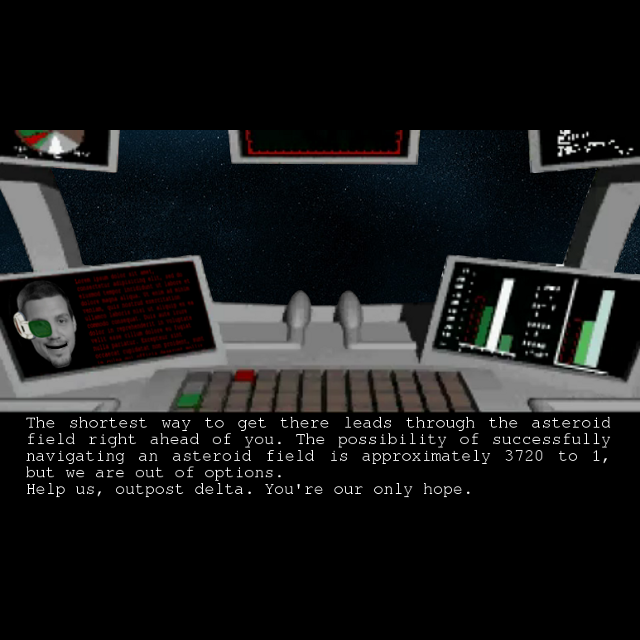 The shortest way to get there leads through the asteroid
field right ahead of you. The possibility of successfully
navigating an asteroid field is approximately 3720 to 1,
but we are out of options.
Help us, outpost delta. You're our only hope.